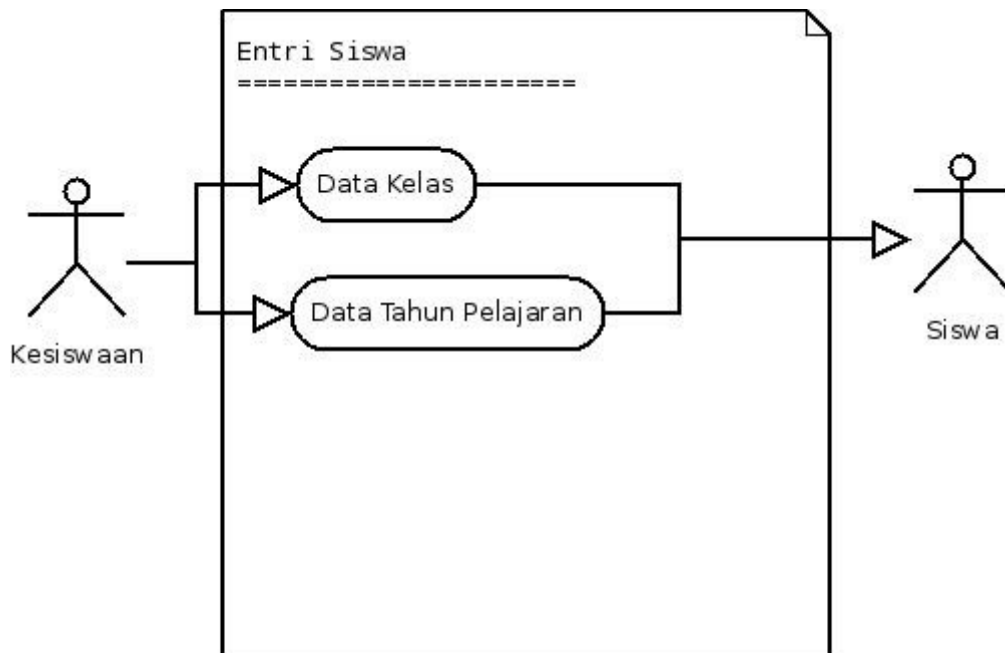 Entri Siswa
======================
Data Kelas
Data Tahun Pelajaran
Kesiswaan
Siswa